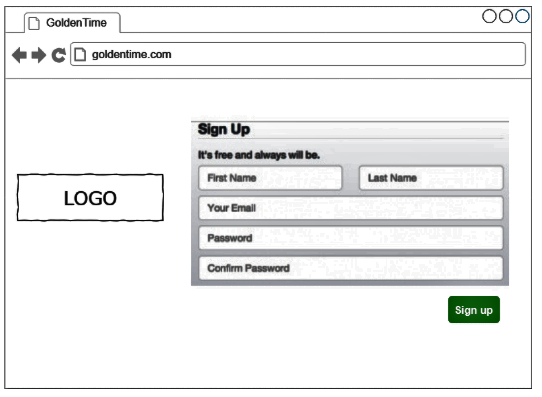 GoldenTime
goldentime.com
Sign Up
It's free and always will be.
First Name
Last Name
LOGO
Your Email
Password
Confirm Password
Sign up